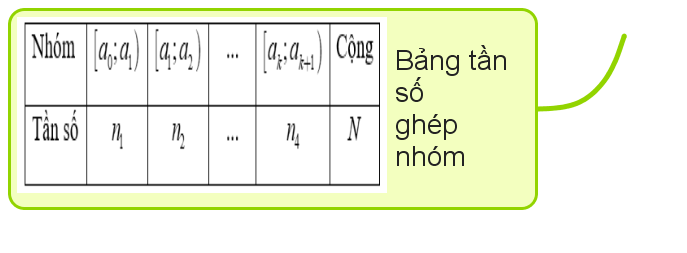 Nhóm [a₀;a₁) [a₁;a₂) ... [aₖ;aₖ₊₁) Cộng
Tần số n₁ n₂ ... n₄ N
Bảng tần
số
ghép
nhóm